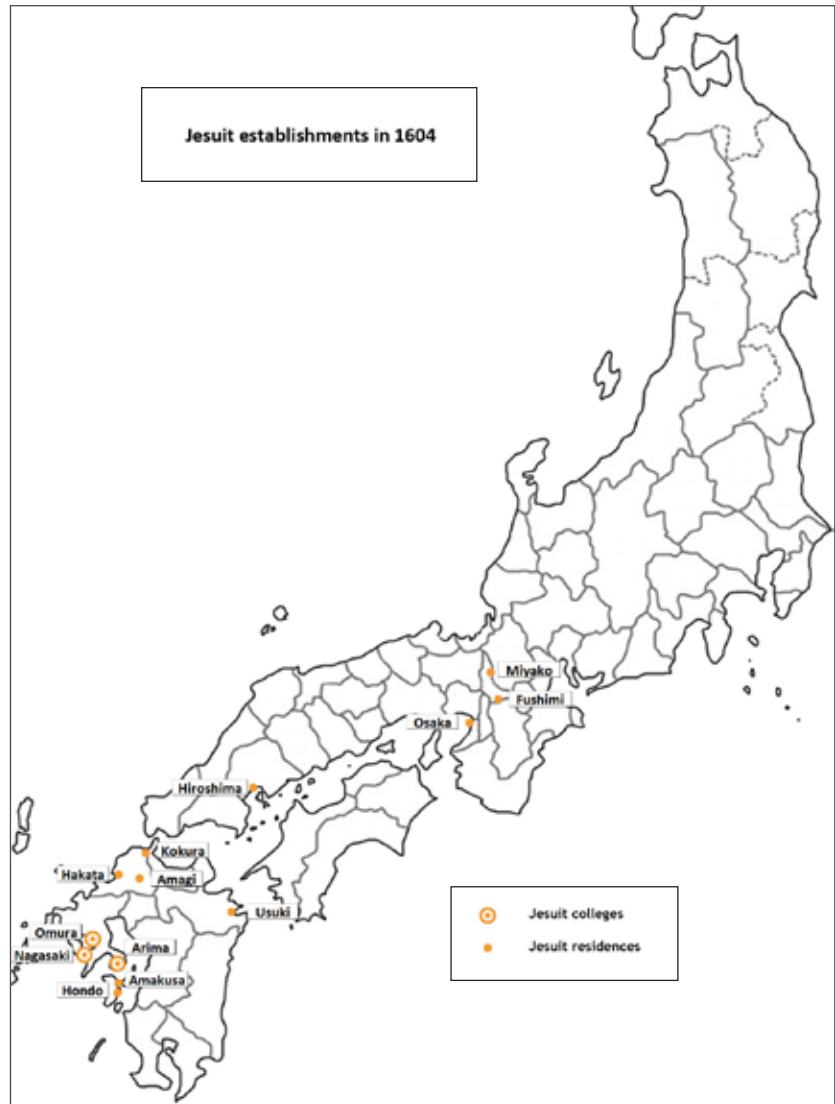 Jesuit establishments in 1604
Miyako
Fushimi
Osaka
Hiroshima
Kokura
Hakata
Amagi
Usuki
Omura
Arima
Nagasaki
Amakusa
Hondo
Jesuit colleges
Jesuit residences